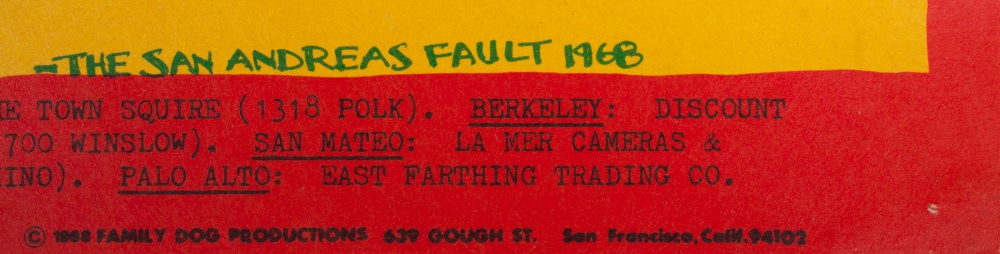 -THE SAN ANDREAS FAULT 1968
E TOWN SQUIRE (1318 POLK). BERKELEY: DISCOUNT
700 WINSLOW). SAN MATEO: LA MER CAMERAS &
INO). PALO ALTO: EAST FARTHING TRADING CO.
© 1968 FAMILY DOG PRODUCTIONS 639 GOUGH ST. San Francisco, Calif. 94102